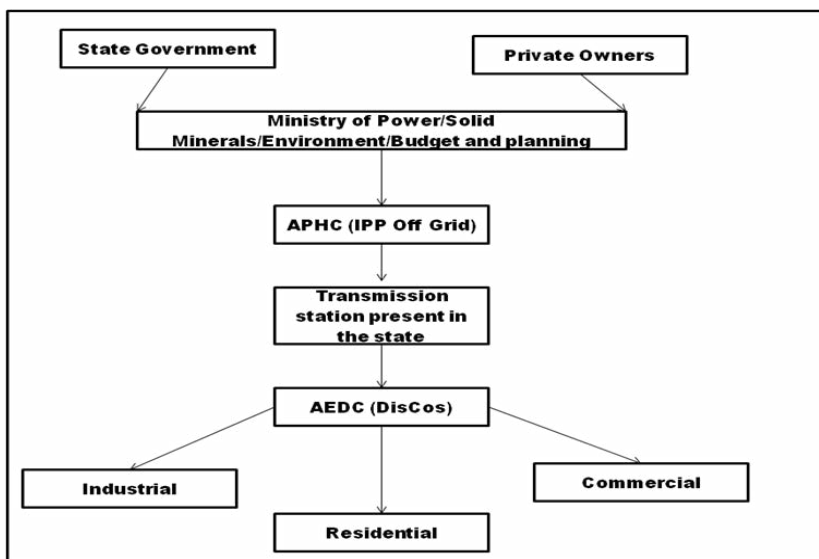 State Government
Private Owners
Ministry of Power/Solid
Minerals/Environment/Budget and planning
APHC (IPP Off Grid)
Transmission
station present in
the state
AEDC (DisCos)
Industrial
Commercial
Residential